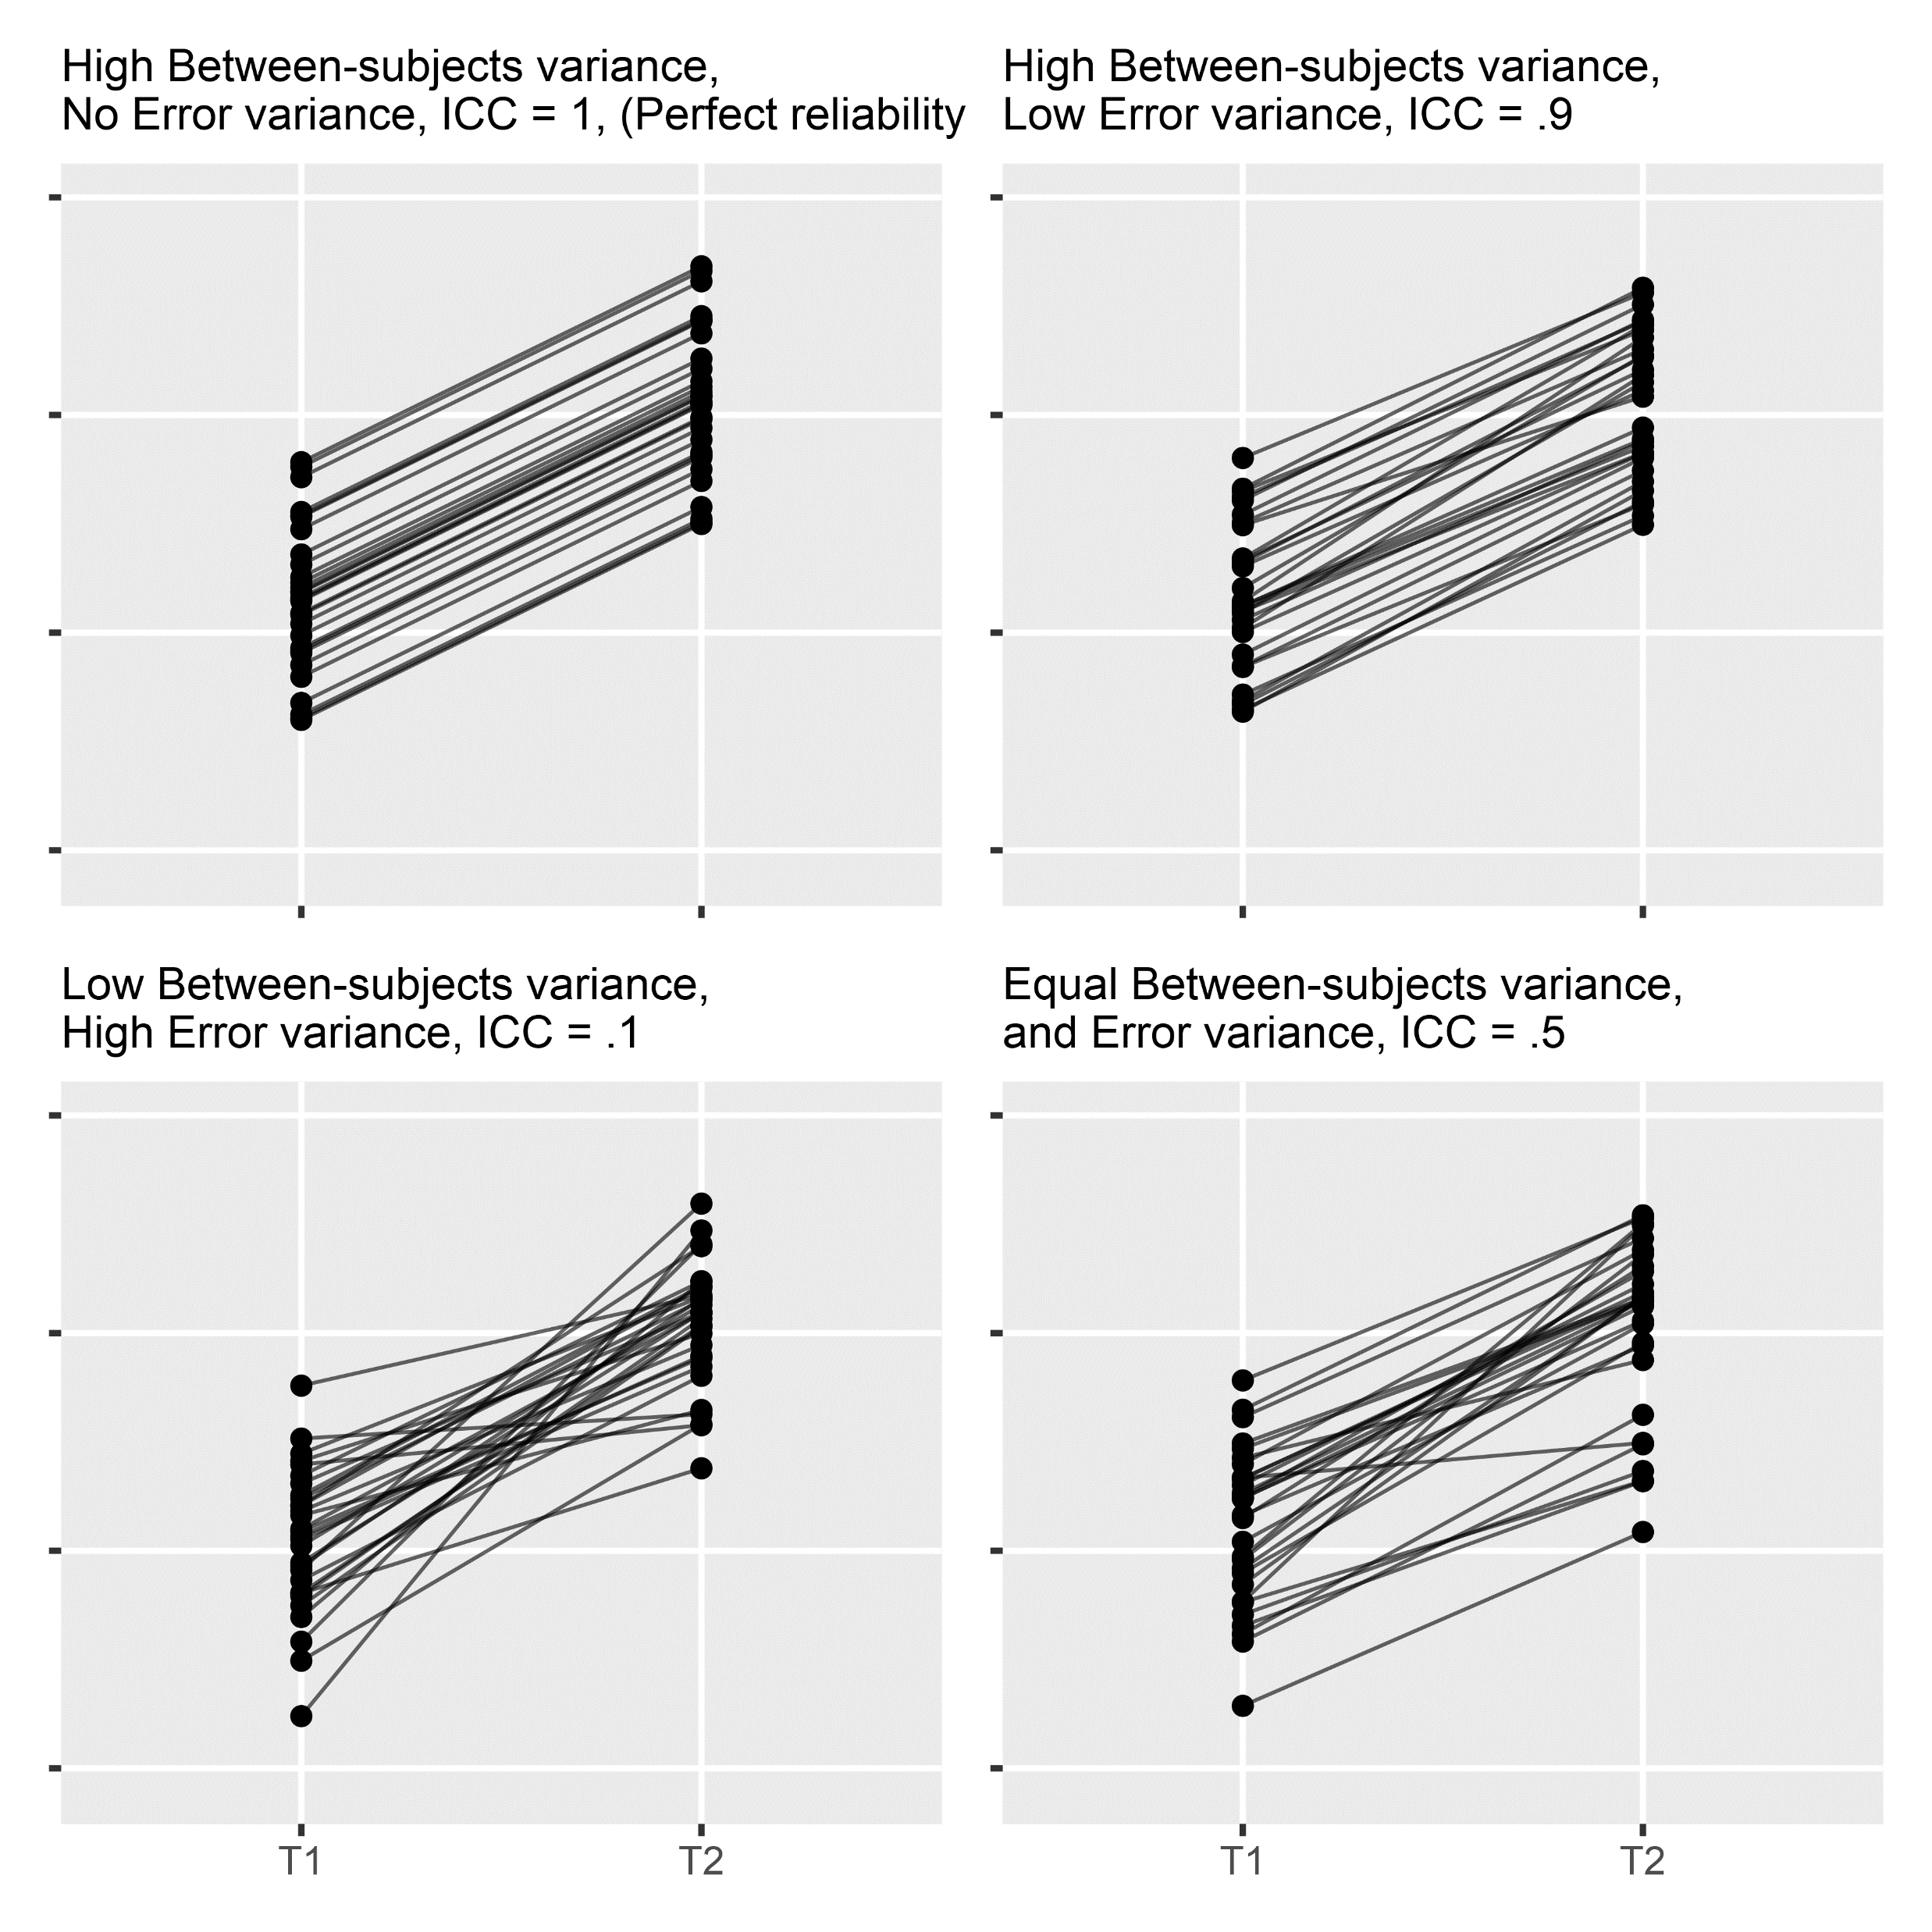 High Between-subjects variance,
No Error variance, ICC = 1, (Perfect reliability
High Between-subjects variance,
Low Error variance, ICC = .9
Low Between-subjects variance,
High Error variance, ICC = .1
Equal Between-subjects variance,
and Error variance, ICC = .5
T1
T2
T1
T2